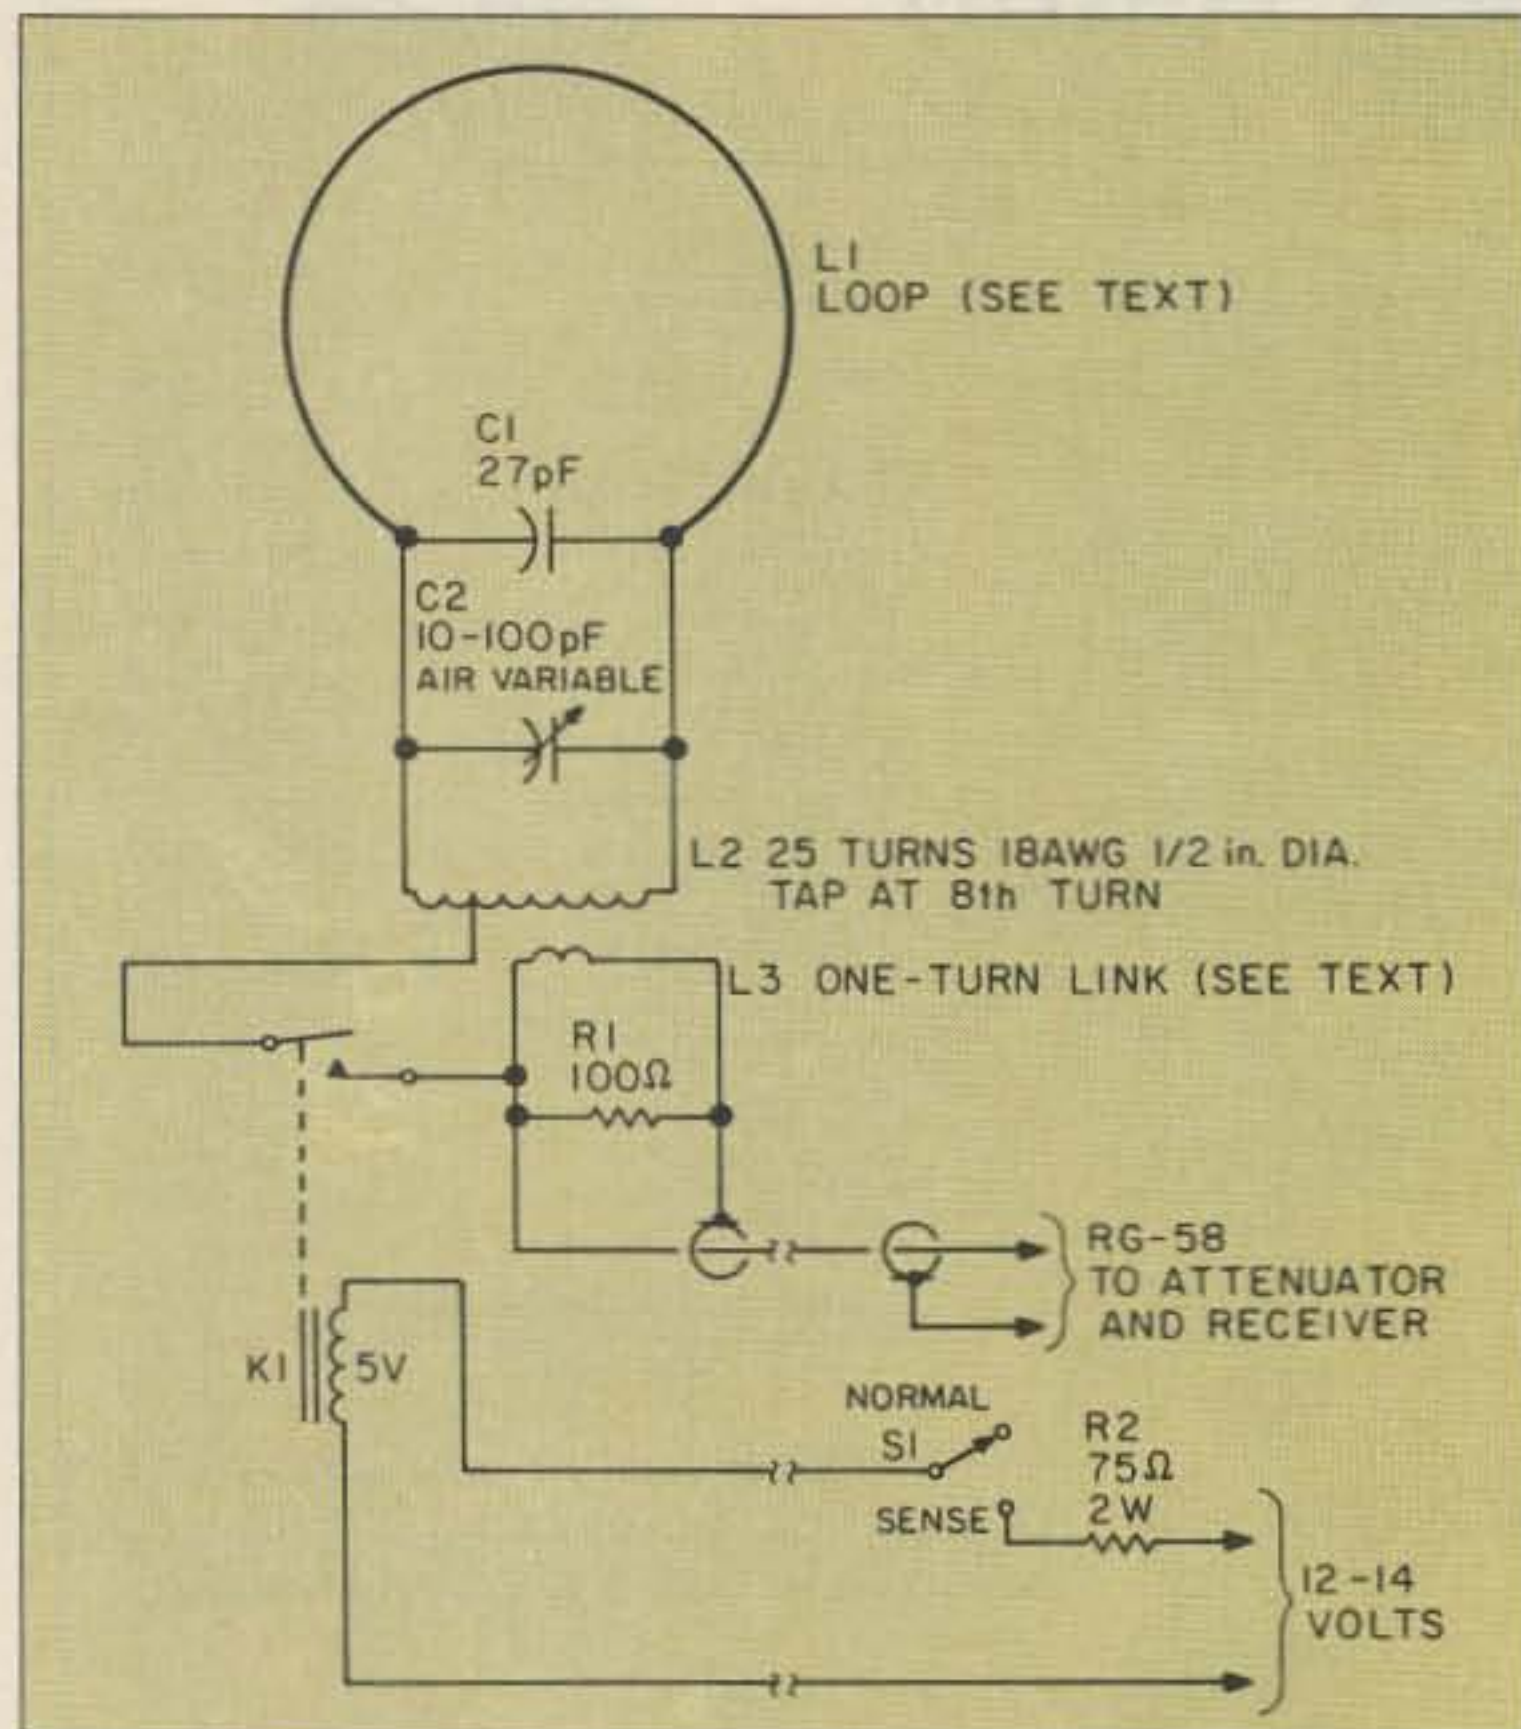 L1
LOOP (SEE TEXT)
C1
27pF
C2
10-100pF
AIR VARIABLE
L2 25 TURNS 18AWG 1/2 in. DIA.
TAP AT 8th TURN
L3 ONE-TURN LINK (SEE TEXT)
R1
100Ω
RG-58
TO ATTENUATOR
AND RECEIVER
K1
5V
NORMAL
S1
R2
75Ω
2W
SENSE
12-14
VOLTS